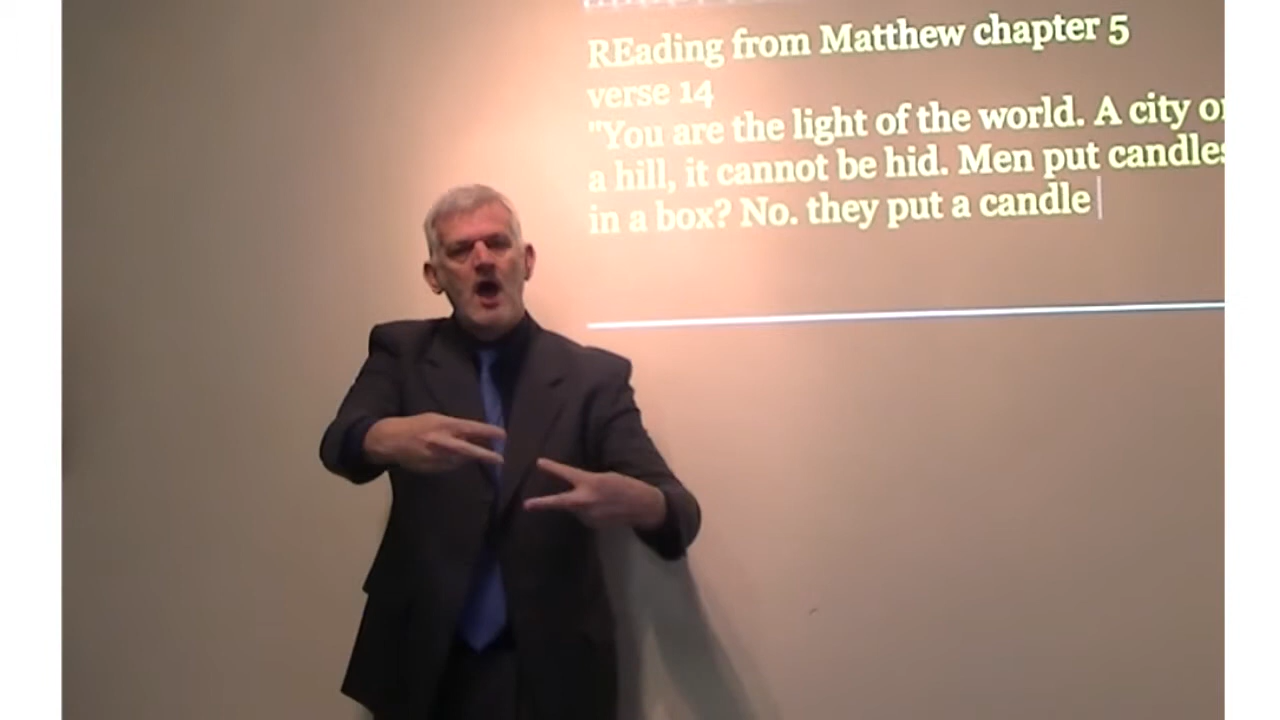 REading from Matthew chapter 5
verse 14
"You are the light of the world. A city
a hill, it cannot be hid. Men put candles
in a box? No. they put a candle